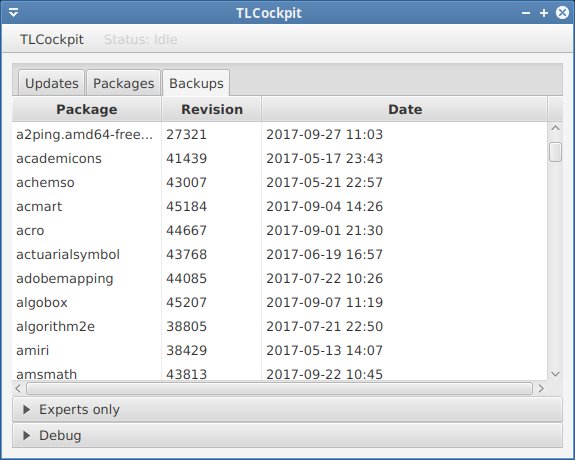 TLCockpit
TLCockpit Status: Idle
Updates Packages Backups
Package Revision Date
a2ping.amd64-free... 27321 2017-09-27 11:03
academicons 41439 2017-05-17 23:43
achemso 43007 2017-05-21 22:57
acmart 45184 2017-09-04 14:26
acro 44667 2017-09-01 21:30
actuarialsymbol 43768 2017-06-19 16:57
adobemapping 44085 2017-07-22 10:26
algobox 45207 2017-09-07 11:19
algorithm2e 38805 2017-07-21 22:50
amiri 38429 2017-05-13 14:07
amsmath 43813 2017-09-22 10:45
Experts only
Debug